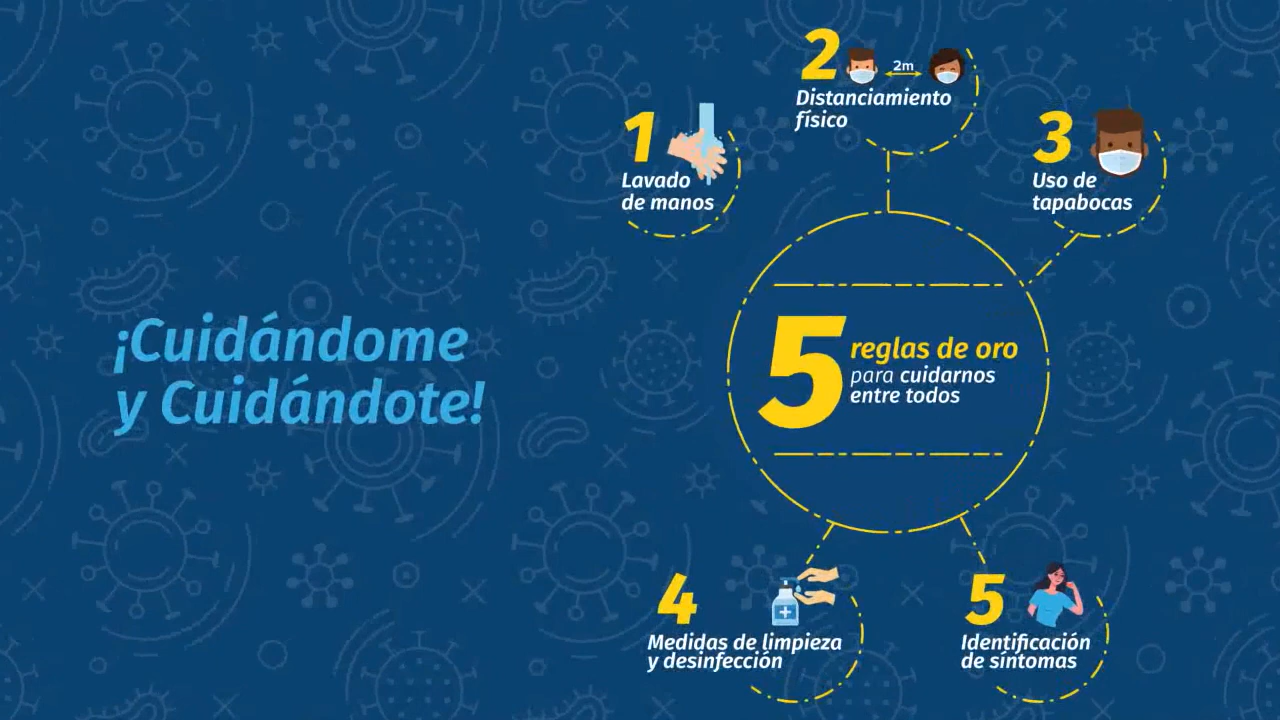 ¡Cuidándome
y Cuidándote!
1
Lavado
de manos
2
2m
Distanciamiento
físico
3
Uso de
tapabocas
5
reglas de oro
para cuidarnos
entre todos
4
Medidas de limpieza
y desinfección
5
Identificación
de síntomas